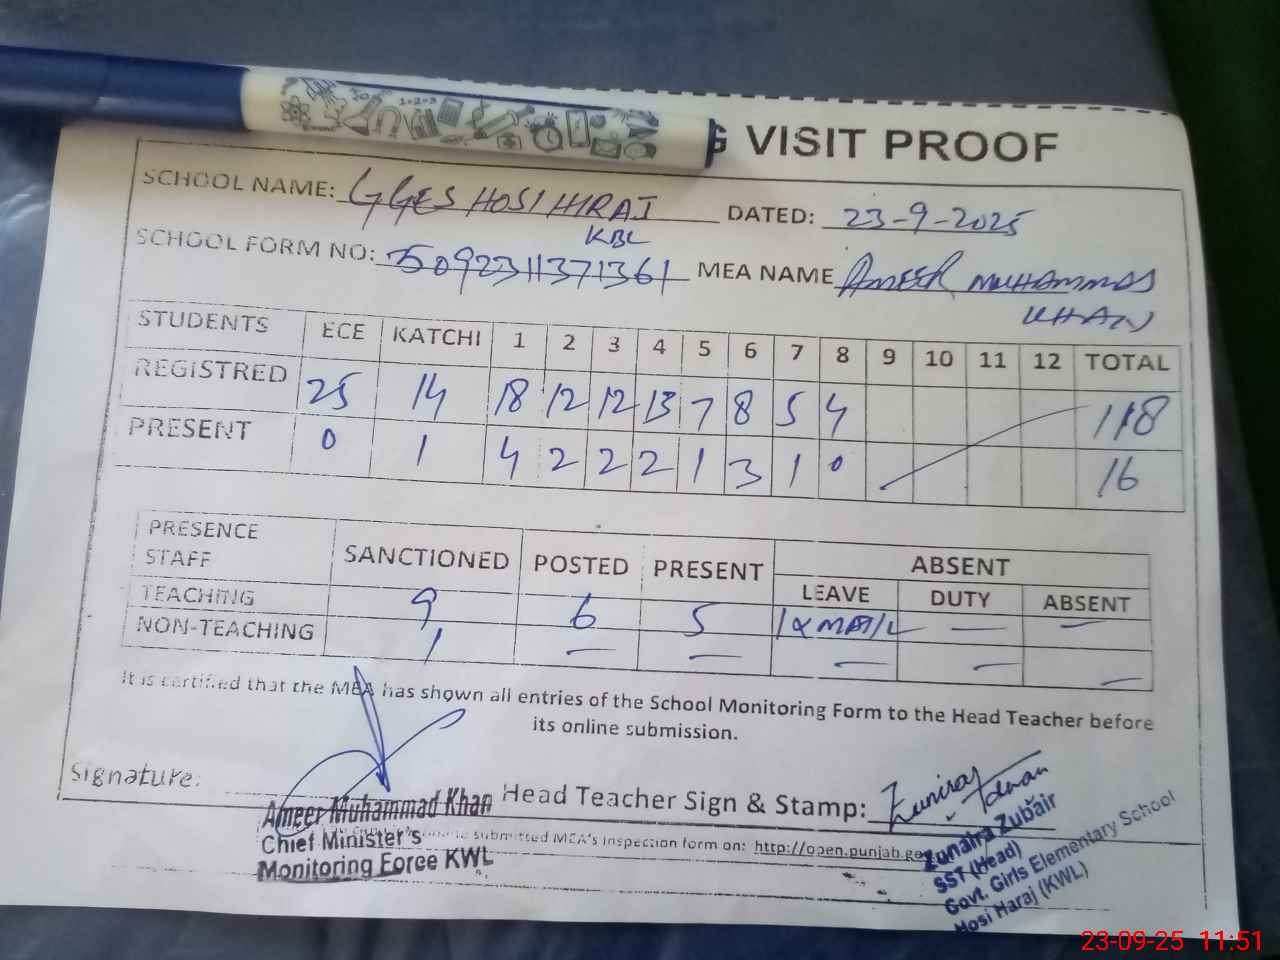 G VISIT PROOF
SCHOOL NAME: GGES HOSI HIRAJ DATED: 23-9-2025
KBL
SCHOOL FORM NO: 35092311371361 MEA NAME AMEER MUHAMMAD
KHAN
STUDENTS ECE KATCHI 1 2 3 4 5 6 7 8 9 10 11 12 TOTAL
REGISTRED 25 14 18 12 12 13 7 8 5 4 118
PRESENT 0 1 4 2 2 2 1 3 1 0 16
PRESENCE STAFF SANCTIONED POSTED PRESENT ABSENT
LEAVE DUTY ABSENT
TEACHING 9 6 5 1 — —
NON-TEACHING 1 — — — — —
It is certified that the MEA has shown all entries of the School Monitoring Form to the Head Teacher before
its online submission.
Signature: Head Teacher Sign & Stamp:
Ameer Muhammad Khan
Chief Minister's
Monitoring Force KWL
submitted MEA's inspection form on: http://open.punjab.go
Zunaira Zubair
SST (Head)
Govt. Girls Elementary School
Hosi Haraj (KWL)
23-09-25 11:51